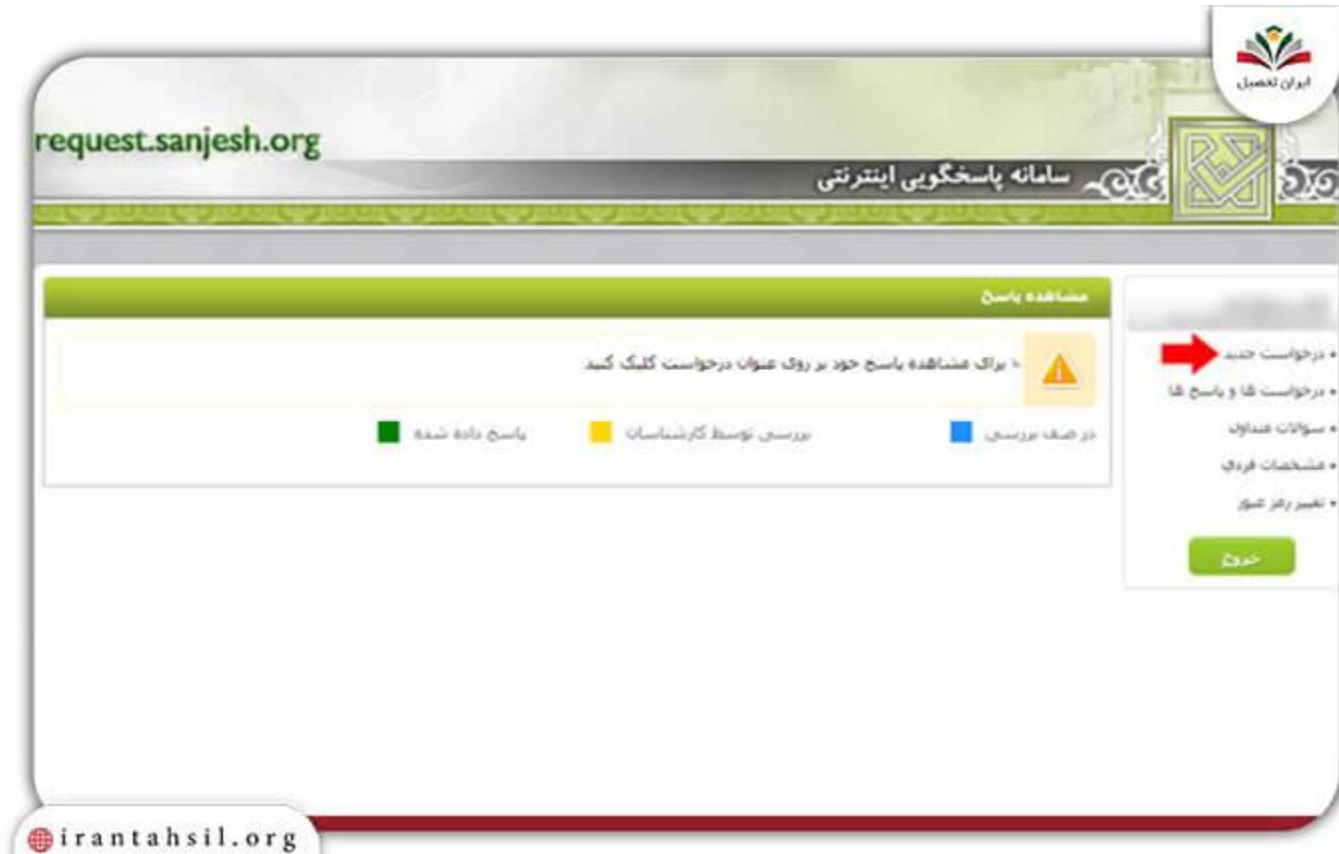 ایران تحصیل
request.sanjesh.org
سامانه پاسخگویی اینترنتی
درخواست جدید
درخواست ها و پاسخ ها
سوالات متداول
مشخصات فردی
تغییر رمز عبور
خروج
مشاهده پاسخ
برای مشاهده پاسخ خود بر روی عنوان درخواست کلیک کنید
در صف بررسی
بررسی توسط کارشناسان
پاسخ داده شده
irantahsil.org